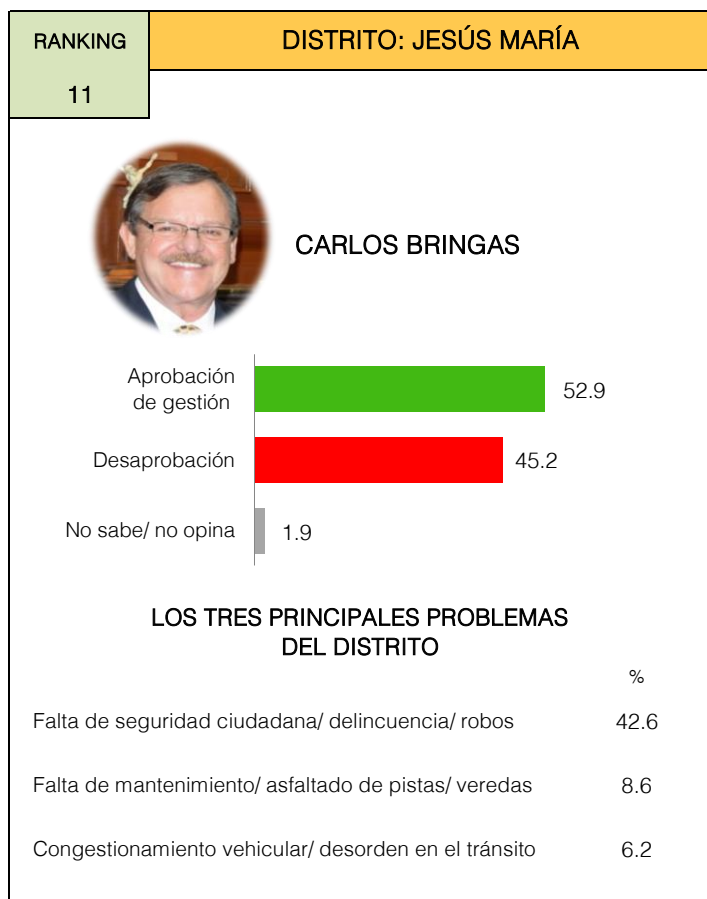 RANKING
11
DISTRITO: JESÚS MARÍA
CARLOS BRINGAS
Aprobación
de gestión
52.9
Desaprobación
45.2
No sabe/ no opina
1.9
LOS TRES PRINCIPALES PROBLEMAS
DEL DISTRITO
%
Falta de seguridad ciudadana/ delincuencia/ robos 42.6
Falta de mantenimiento/ asfaltado de pistas/ veredas 8.6
Congestionamiento vehicular/ desorden en el tránsito 6.2